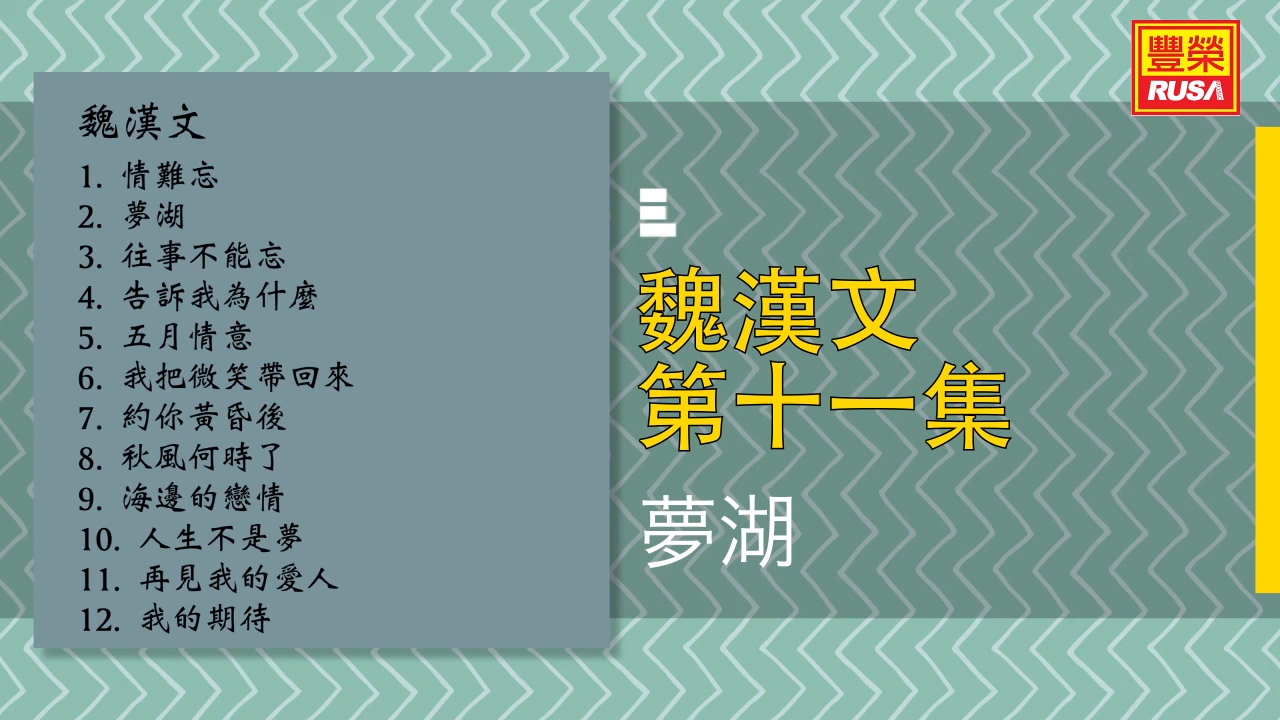 魏漢文
1. 情難忘
2. 夢湖
3. 往事不能忘
4. 告訴我為什麼
5. 五月情意
6. 我把微笑帶回來
7. 約你黃昏後
8. 秋風何時了
9. 海邊的戀情
10. 人生不是夢
11. 再見我的愛人
12. 我的期待
豐榮
RUSA
魏漢文
第十一集
夢湖